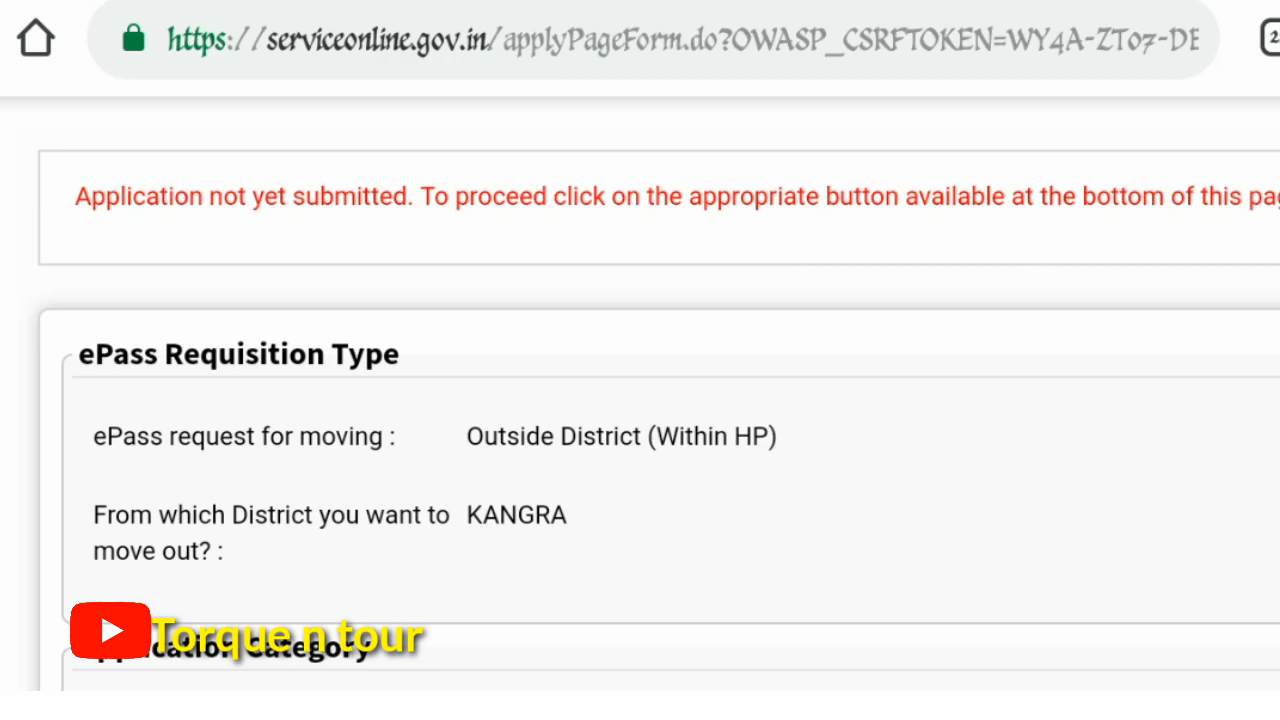 https://serviceonline.gov.in/applyPageForm.do?OWASP_CSRFTOKEN=WY4A-ZT07-DE
Application not yet submitted. To proceed click on the appropriate button available at the bottom of this pag
ePass Requisition Type
ePass request for moving : Outside District (Within HP)
From which District you want to KANGRA
move out? :
Torque n tour
Application Category